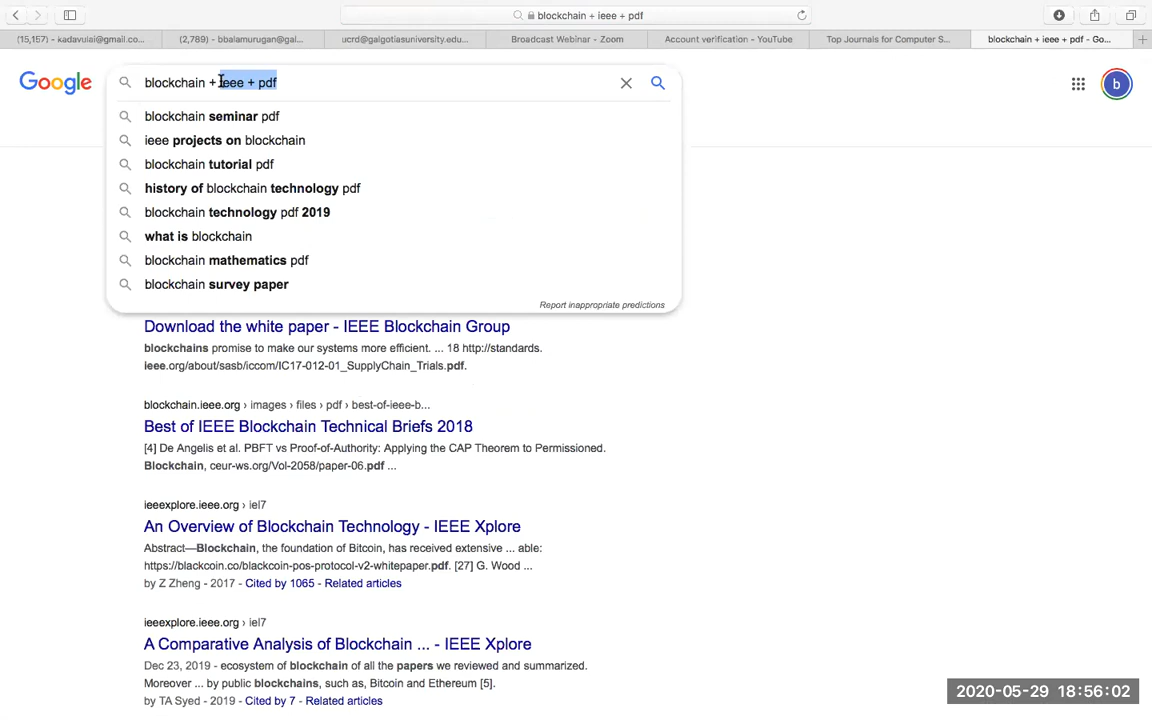 blockchain + ieee + pdf
(15,157) - kadavulai@gmail.co...
(2,789) - bbalamurugan@gal...
ucrd@galgotiasuniversity.edu...
Broadcast Webinar - Zoom
Account verification - YouTube
Top Journals for Computer S...
blockchain + ieee + pdf - Go...
Google
blockchain + ieee + pdf
b
blockchain seminar pdf
ieee projects on blockchain
blockchain tutorial pdf
history of blockchain technology pdf
blockchain technology pdf 2019
what is blockchain
blockchain mathematics pdf
blockchain survey paper
Report inappropriate predictions
Download the white paper - IEEE Blockchain Group
blockchains promise to make our systems more efficient. ... 18 http://standards.
ieee.org/about/sasb/iccom/IC17-012-01_SupplyChain_Trials.pdf.
blockchain.ieee.org › images › files › pdf › best-of-ieee-b...
Best of IEEE Blockchain Technical Briefs 2018
[4] De Angelis et al. PBFT vs Proof-of-Authority: Applying the CAP Theorem to Permissioned.
Blockchain, ceur-ws.org/Vol-2058/paper-06.pdf ...
ieeexplore.ieee.org › iel7
An Overview of Blockchain Technology - IEEE Xplore
Abstract—Blockchain, the foundation of Bitcoin, has received extensive ... able:
https://blackcoin.co/blackcoin-pos-protocol-v2-whitepaper.pdf. [27] G. Wood ...
by Z Zheng - 2017 - Cited by 1065 - Related articles
ieeexplore.ieee.org › iel7
A Comparative Analysis of Blockchain ... - IEEE Xplore
Dec 23, 2019 - ecosystem of blockchain of all the papers we reviewed and summarized.
Moreover ... by public blockchains, such as, Bitcoin and Ethereum [5].
by TA Syed - 2019 - Cited by 7 - Related articles
2020-05-29 18:56:02